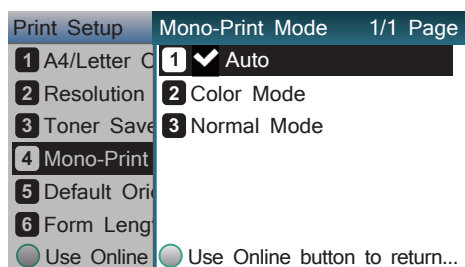 Print Setup
1 A4/Letter C
2 Resolution
3 Toner Save
4 Mono-Print
5 Default Ori
6 Form Leng
Use Online
Mono-Print Mode 1/1 Page
1 Auto
2 Color Mode
3 Normal Mode
Use Online button to return...